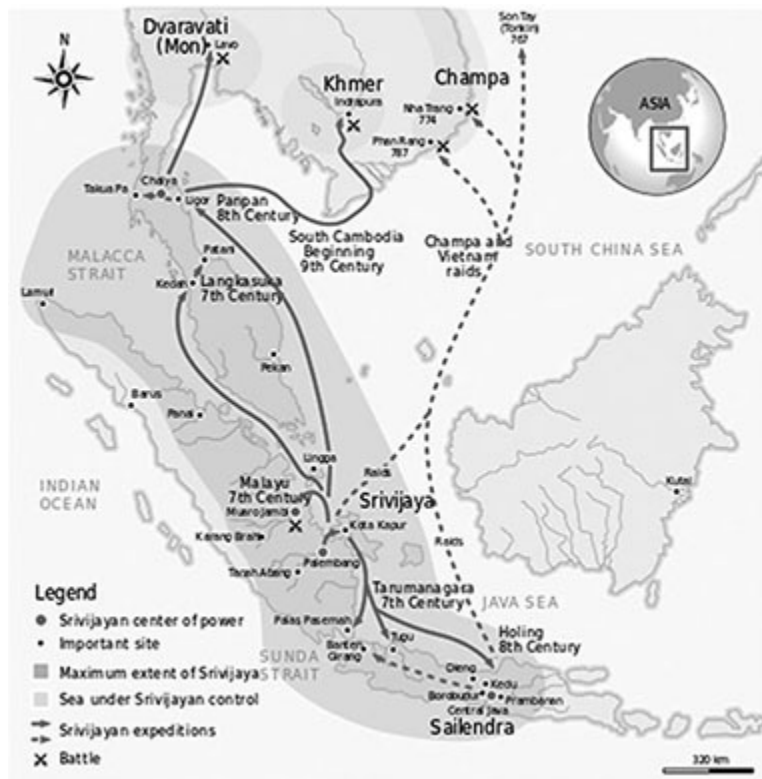 Son Tay
(Tonkin)
767
N
Dvaravati
(Mon)
Lavo
Khmer
Indrapura
Champa
Nha Trang
774
Phan Rang
787
ASIA
Takua Pa
Chaiya
Ligor
Panpan
8th Century
South Cambodia
Beginning
9th Century
Champa and
Vietnam
raids
SOUTH CHINA SEA
MALACCA
STRAIT
Patani
Kedah
Langkasuka
7th Century
Lamuri
Pekan
Barus
Panai
Lingga
Raids
INDIAN
OCEAN
Malayu
7th Century
Muaro Jambi
Srivijaya
Kota Kapur
Kutai
Karang Brahi
Palembang
Raids
Tanah Abang
Legend
Srivijayan center of power
Important site
Maximum extent of Srivijaya
Sea under Srivijayan control
Srivijayan expeditions
Battle
Tarumanagara
7th Century
JAVA SEA
Palas Pasemah
Tugu
Holing
8th Century
SUNDA
STRAIT
Banten
Girang
Dieng
Kedu
Borobudur
Prambanan
Central Java
Sailendra
320 km